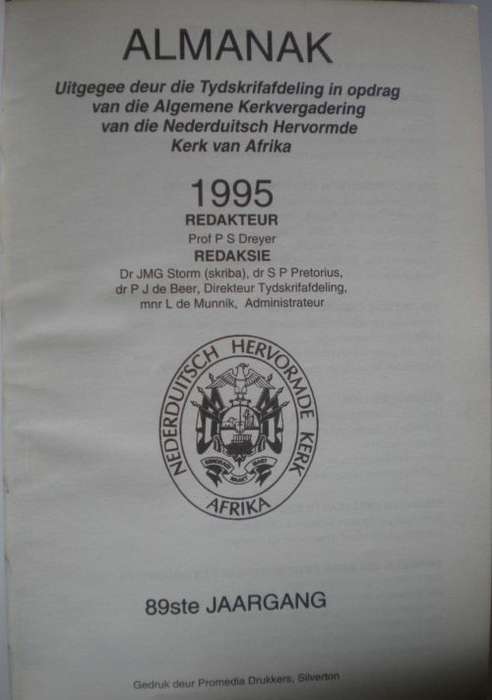 ALMANAK
Uitgegee deur die Tydskrifafdeling in opdrag
van die Algemene Kerkvergadering
van die Nederduitsch Hervormde
Kerk van Afrika
1995
REDAKTEUR
Prof P S Dreyer
REDAKSIE
Dr JMG Storm (skriba), dr S P Pretorius,
dr P J de Beer, Direkteur Tydskrifafdeling,
mnr L de Munnik, Administrateur
NEDERDUITSCH HERVORMDE KERK
AFRIKA
89ste JAARGANG
Gedruk deur Promedia Drukkers, Silverton